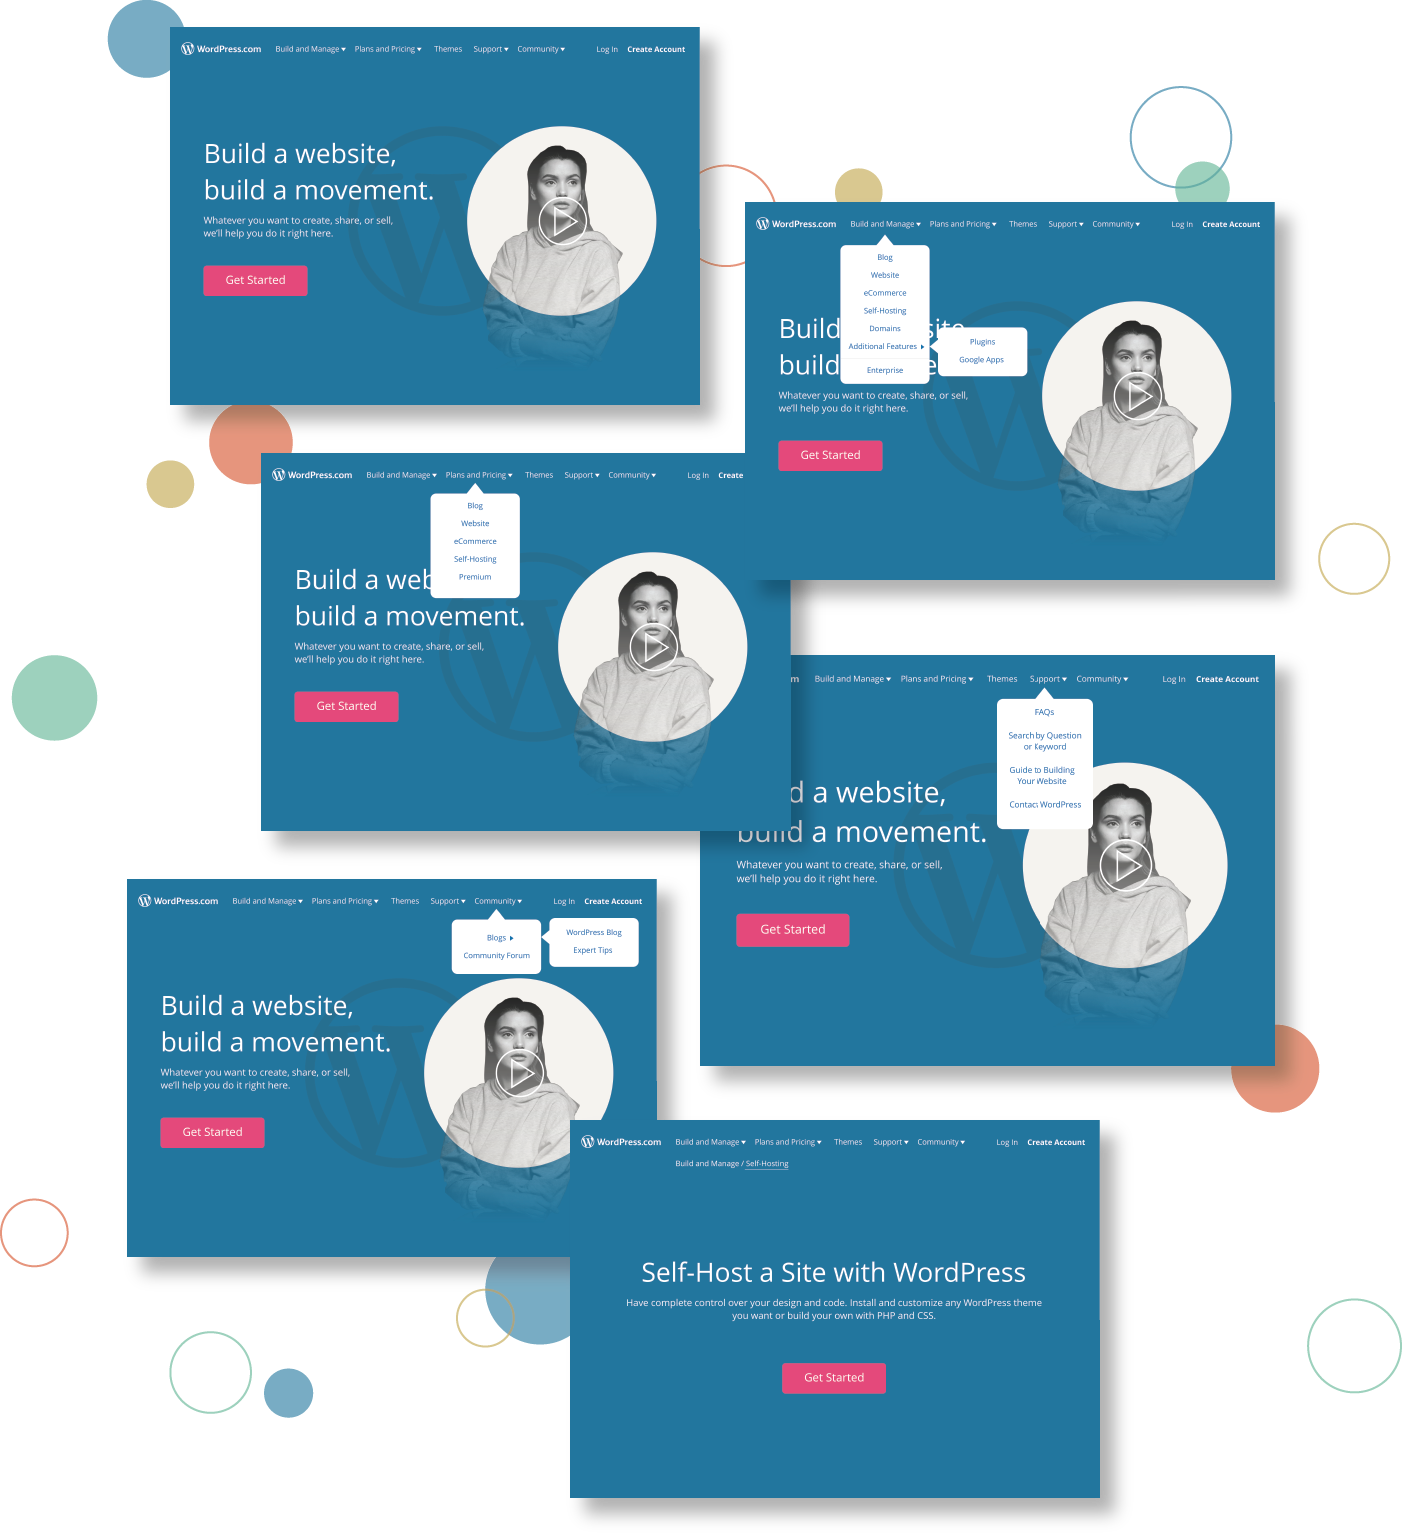 WordPress.com Build and Manage Plans and Pricing Themes Support Community Log In Create Account
Build a website,
build a movement.
Whatever you want to create, share, or sell,
we'll help you do it right here.
Get Started
WordPress.com Build and Manage Plans and Pricing Themes Support Community Log In Create Account
Blog
Website
eCommerce
Self-Hosting
Domains
Additional Features
Enterprise
Plugins
Google Apps
Build site,
build
Whatever you want to create, share, or sell,
we'll help you do it right here.
Get Started
WordPress.com Build and Manage Plans and Pricing Themes Support Community Log In Create
Blog
Website
eCommerce
Self-Hosting
Premium
Build a web
build a movement.
Whatever you want to create, share, or sell,
we'll help you do it right here.
Get Started
m Build and Manage Plans and Pricing Themes Support Community Log In Create Account
FAQs
Search by Question
or Keyword
Guide to Building
Your Website
Contact WordPress
d a website,
build a movement.
Whatever you want to create, share, or sell,
we'll help you do it right here.
Get Started
WordPress.com Build and Manage Plans and Pricing Themes Support Community Log In Create Account
Blogs
Community Forum
WordPress Blog
Expert Tips
Build a website,
build a movement.
Whatever you want to create, share, or sell,
we'll help you do it right here.
Get Started
WordPress.com Build and Manage Plans and Pricing Themes Support Community Log In Create Account
Build and Manage / Self-Hosting
Self-Host a Site with WordPress
Have complete control over your design and code. Install and customize any WordPress theme
you want or build your own with PHP and CSS.
Get Started